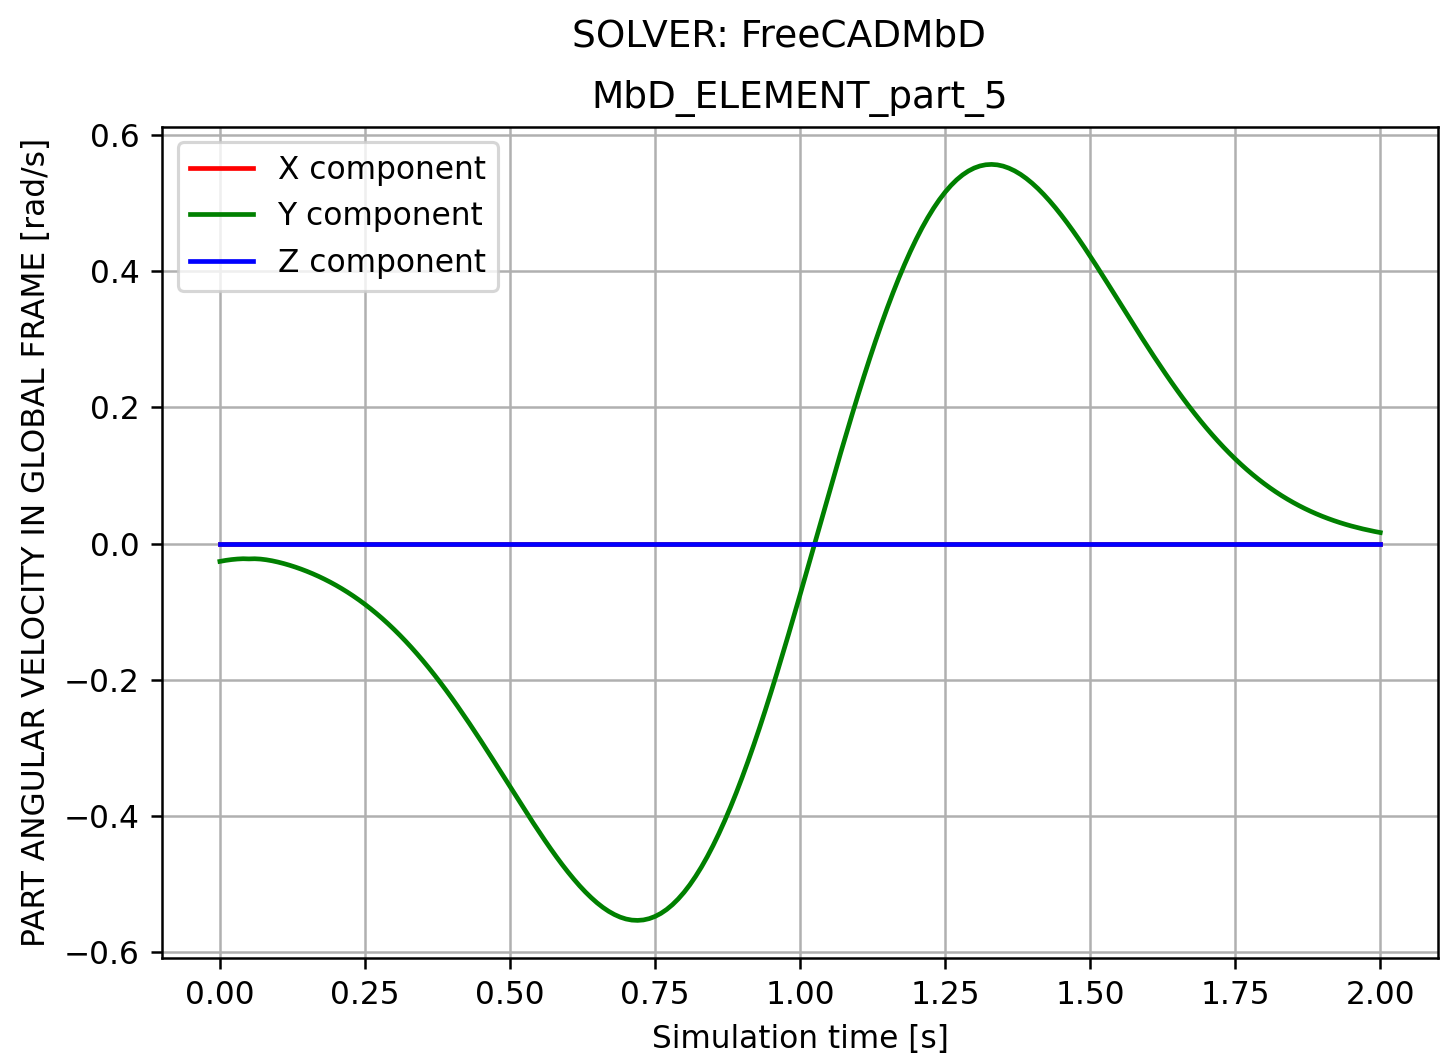 SOLVER: FreeCADMbD
MbD_ELEMENT_part_5
PART ANGULAR VELOCITY IN GLOBAL FRAME [rad/s]
0.6
0.4
0.2
0.0
−0.2
−0.4
−0.6
X component
Y component
Z component
0.00 0.25 0.50 0.75 1.00 1.25 1.50 1.75 2.00
Simulation time [s]